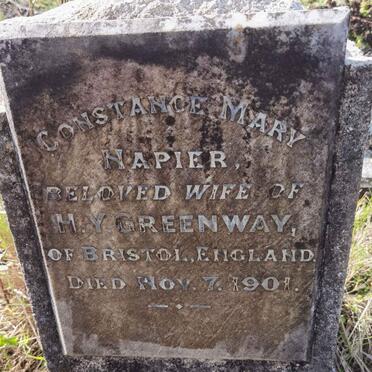 CONSTANCE MARY
NAPIER,
BELOVED WIFE OF
H.Y. GREENWAY,
OF BRISTOL, ENGLAND
DIED NOV. 7. 1901.